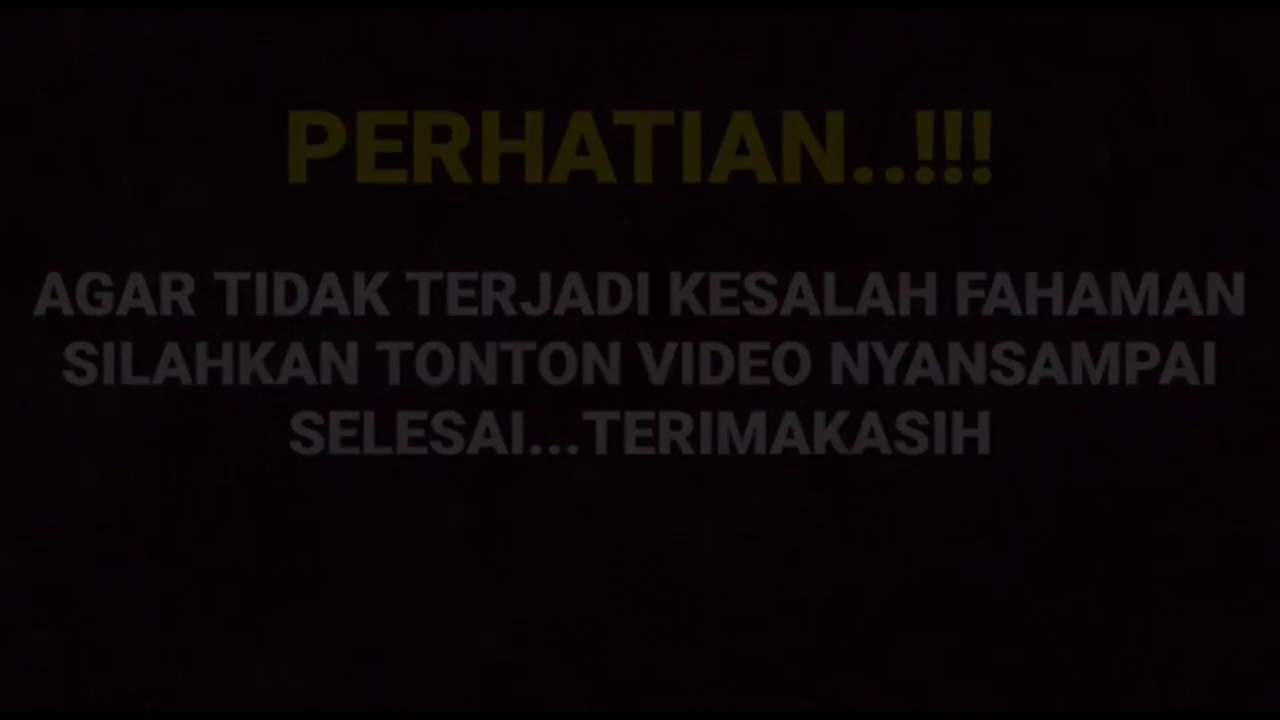 PERHATIAN..!!!
AGAR TIDAK TERJADI KESALAH FAHAMAN
SILAHKAN TONTON VIDEO NYANSAMPAI
SELESAI...TERIMAKASIH